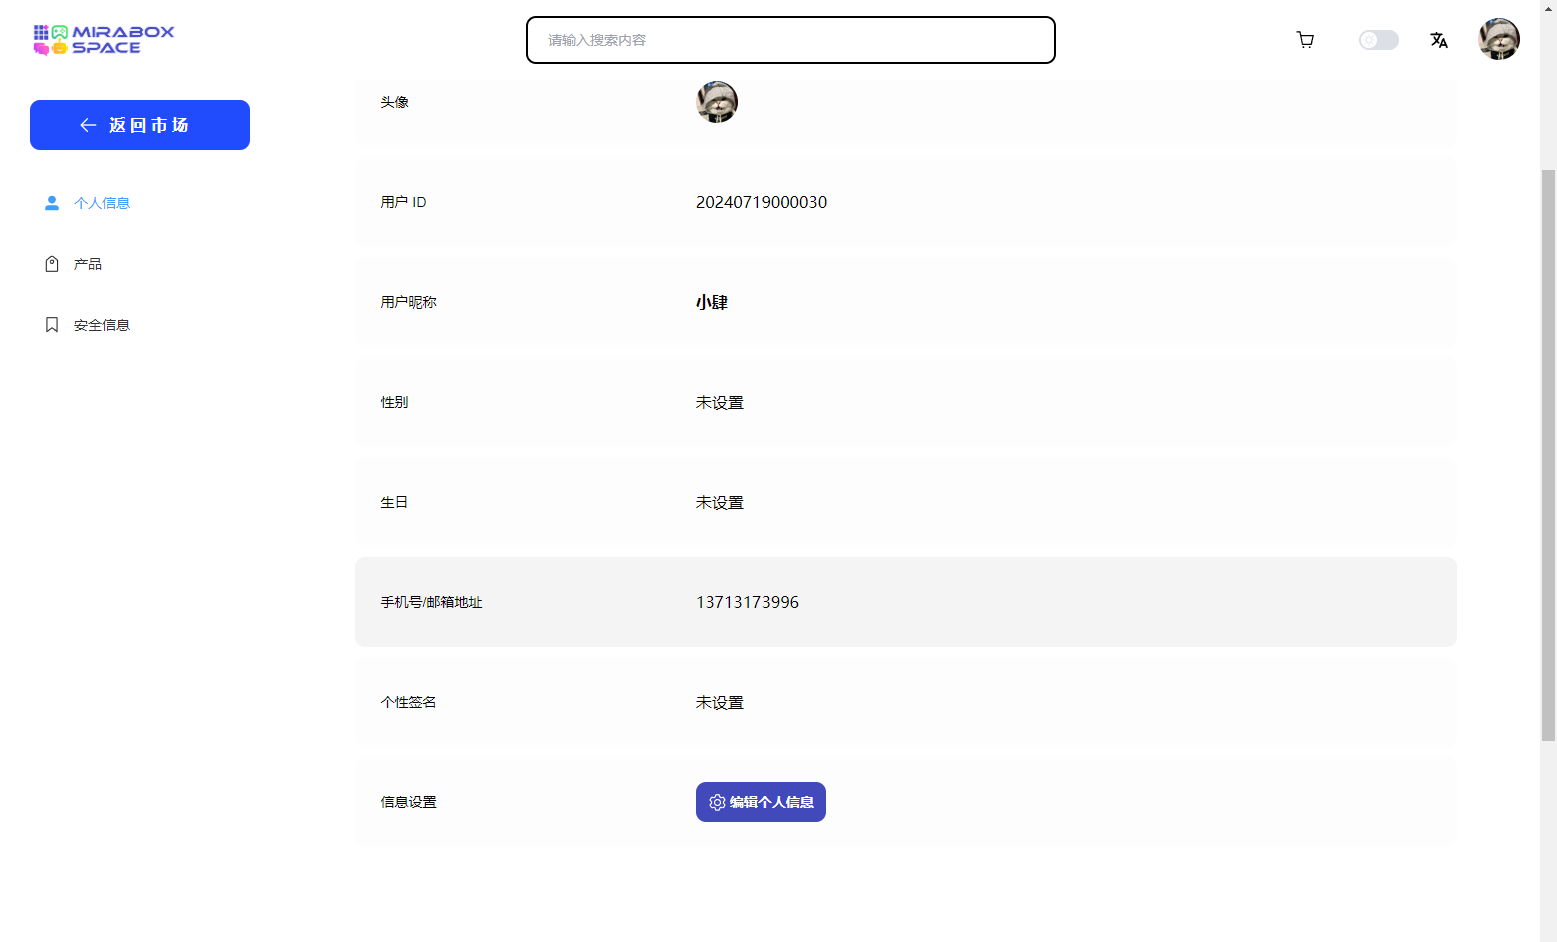 MIRABOX
SPACE
请输入搜索内容
返回市场
个人信息
产品
安全信息
头像
用户 ID
20240719000030
用户昵称
小肆
性别
未设置
生日
未设置
手机号/邮箱地址
13713173996
个性签名
未设置
信息设置
编辑个人信息